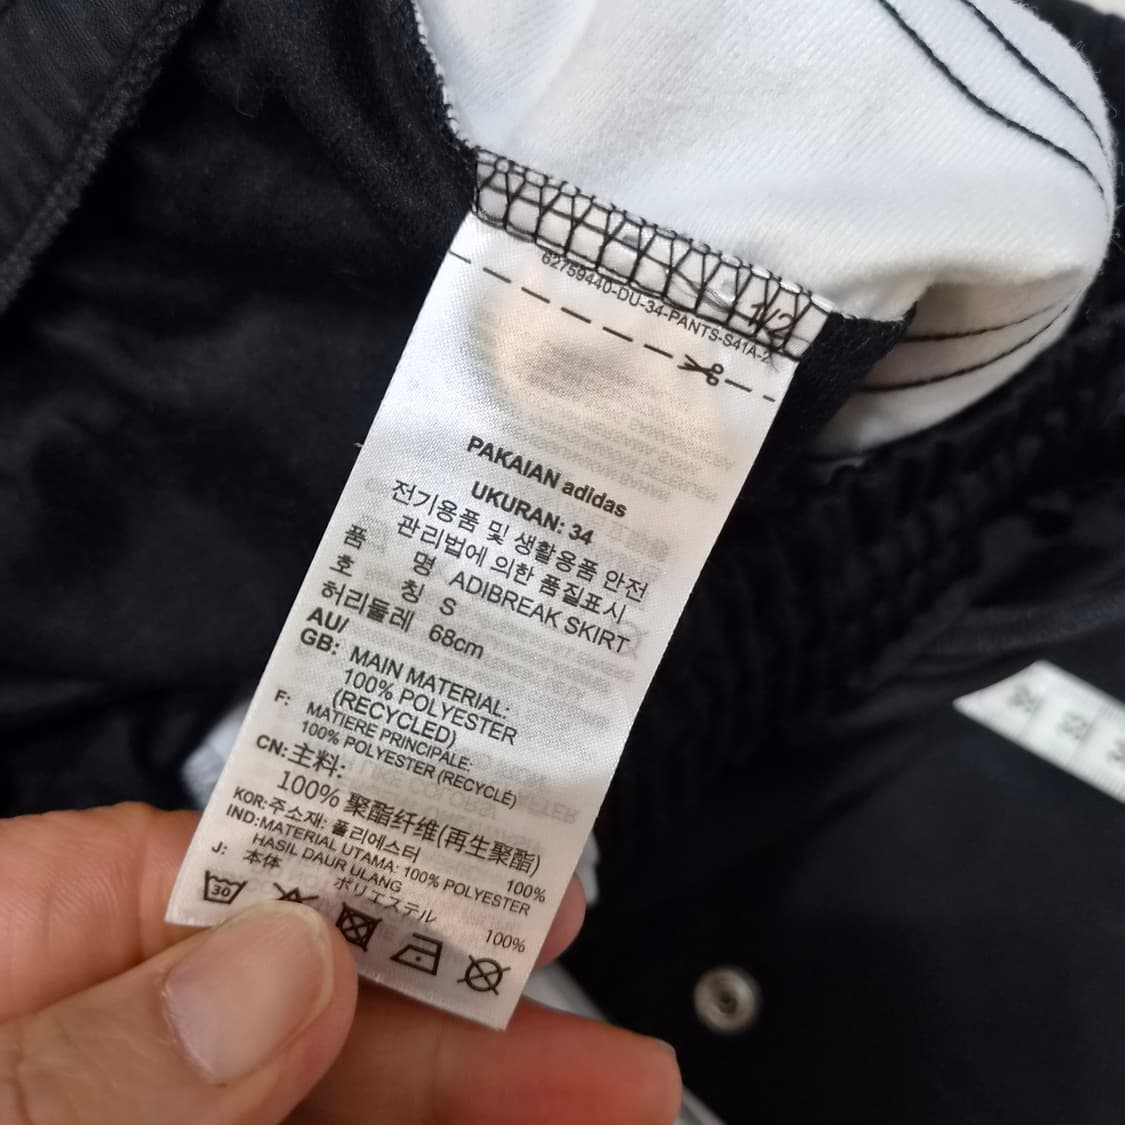 62759440-DU-34-PANTS-S41A-2
1/2
PAKAIAN adidas
UKURAN: 34
전기용품 및 생활용품 안전
관리법에 의한 품질표시
품 명 ADIBREAK SKIRT
호 칭 S
허리둘레 68cm
AU/
GB: MAIN MATERIAL:
100% POLYESTER
(RECYCLED)
F: MATIERE PRINCIPALE:
100% POLYESTER (RECYCLÉ)
CN: 主料:
100% 聚酯纤维(再生聚酯)
KOR: 주소재: 폴리에스터 100%
IND: MATERIAL UTAMA: 100% POLYESTER
HASIL DAUR ULANG
J: 本体 ポリエステル 100%
30